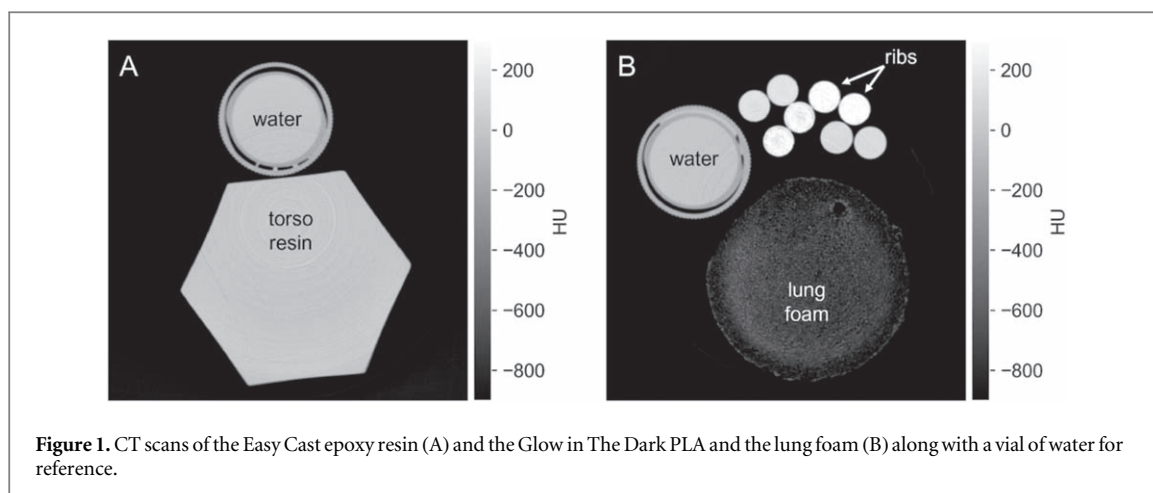 A
water
torso
resin
200
0
−200
−400
−600
−800
HU
B
ribs
water
lung
foam
200
0
−200
−400
−600
−800
HU
Figure 1. CT scans of the Easy Cast epoxy resin (A) and the Glow in The Dark PLA and the lung foam (B) along with a vial of water for
reference.